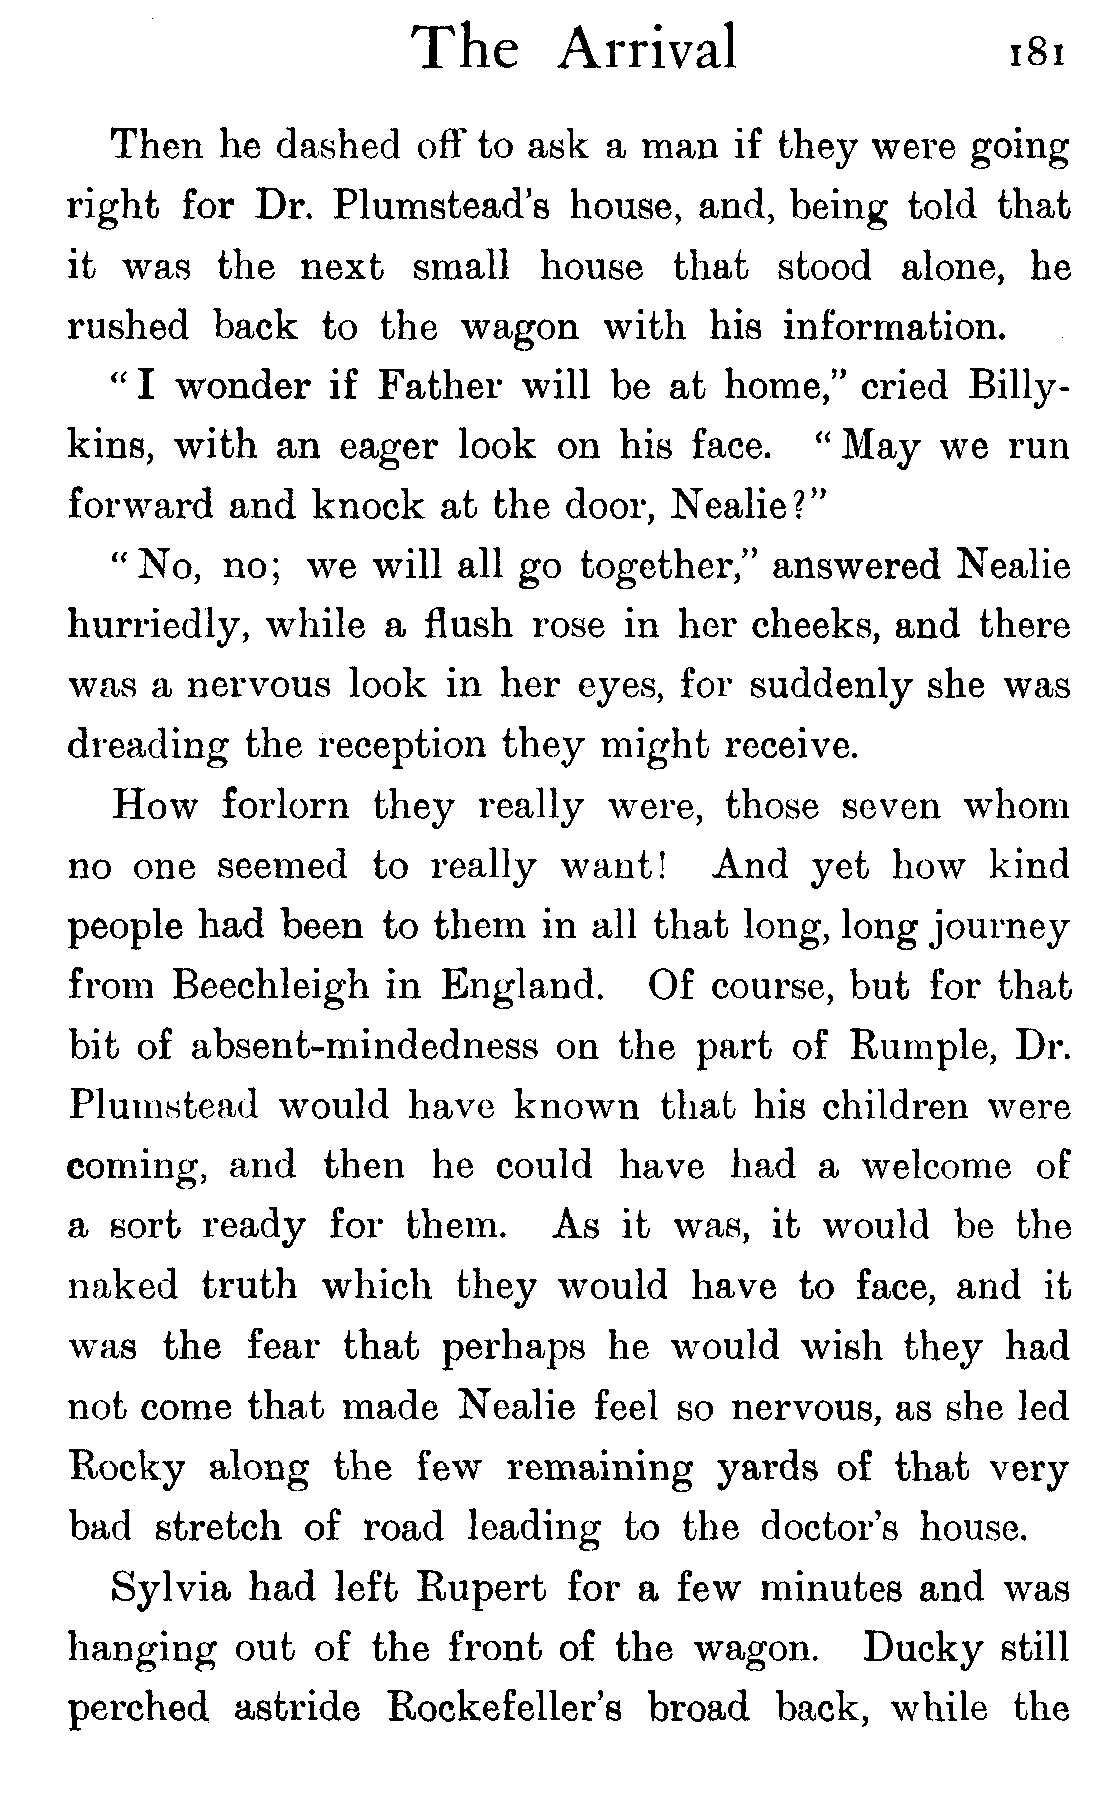 The Arrival 181
Then he dashed off to ask a man if they were going
right for Dr. Plumstead's house, and, being told that
it was the next small house that stood alone, he
rushed back to the wagon with his information.
"I wonder if Father will be at home," cried Billy-
kins, with an eager look on his face. "May we run
forward and knock at the door, Nealie?"
"No, no; we will all go together," answered Nealie
hurriedly, while a flush rose in her cheeks, and there
was a nervous look in her eyes, for suddenly she was
dreading the reception they might receive.
How forlorn they really were, those seven whom
no one seemed to really want! And yet how kind
people had been to them in all that long, long journey
from Beechleigh in England. Of course, but for that
bit of absent-mindedness on the part of Rumple, Dr.
Plumstead would have known that his children were
coming, and then he could have had a welcome of
a sort ready for them. As it was, it would be the
naked truth which they would have to face, and it
was the fear that perhaps he would wish they had
not come that made Nealie feel so nervous, as she led
Rocky along the few remaining yards of that very
bad stretch of road leading to the doctor's house.
Sylvia had left Rupert for a few minutes and was
hanging out of the front of the wagon. Ducky still
perched astride Rockefeller's broad back, while the